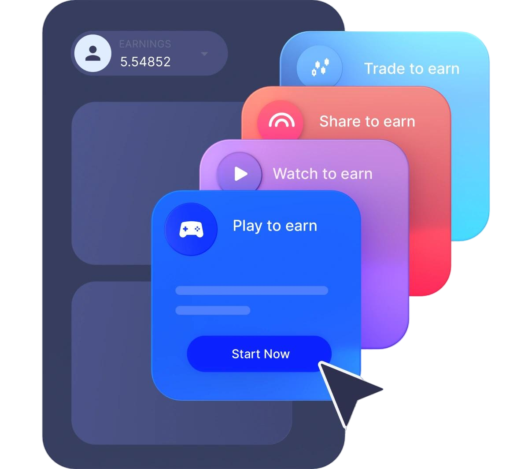 EARNINGS
5.54852
Trade to earn
Share to earn
Watch to earn
Play to earn
Start Now